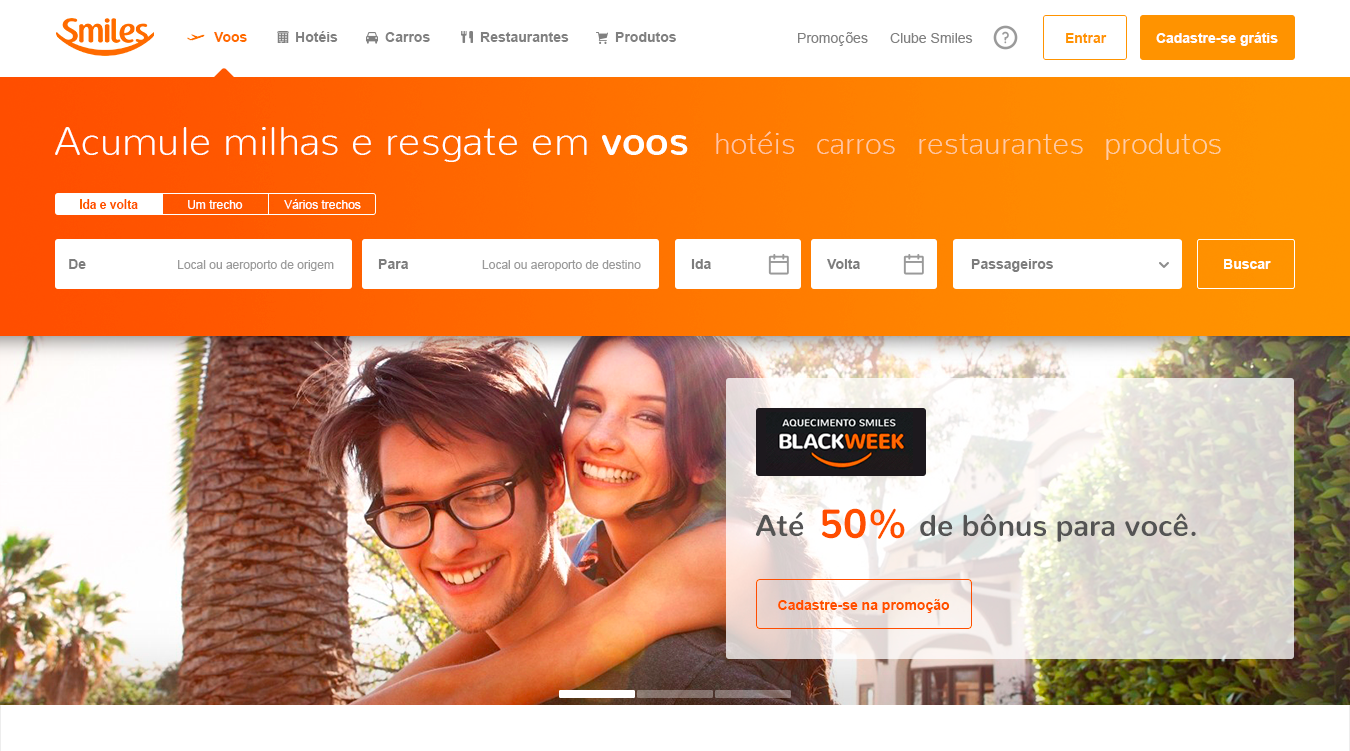 Smiles
Voos Hotéis Carros Restaurantes Produtos Promoções Clube Smiles ? Entrar Cadastre-se grátis
Acumule milhas e resgate em voos hotéis carros restaurantes produtos
Ida e volta Um trecho Vários trechos
De Local ou aeroporto de origem Para Local ou aeroporto de destino Ida Volta Passageiros Buscar
AQUECIMENTO SMILES
BLACKWEEK
Até 50% de bônus para você.
Cadastre-se na promoção